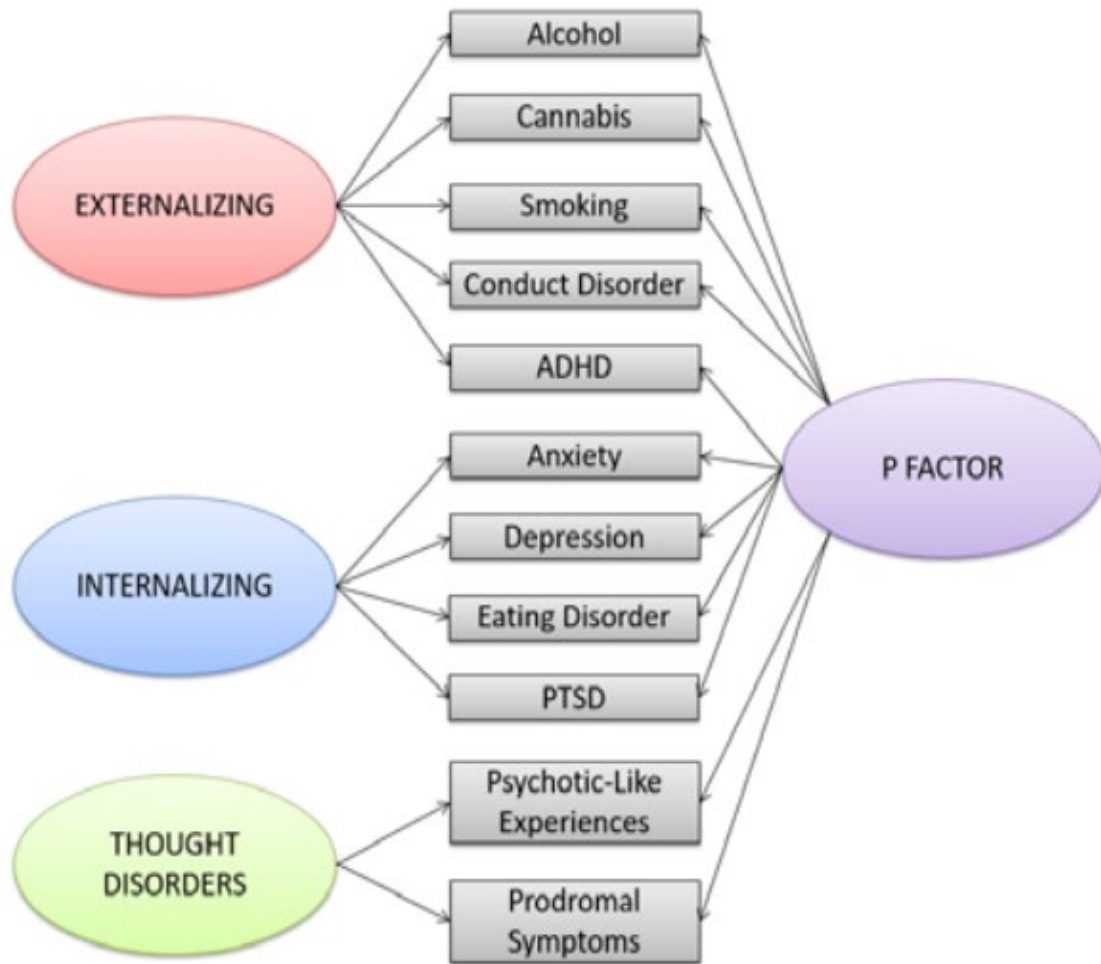 Alcohol
Cannabis
EXTERNALIZING
Smoking
Conduct Disorder
ADHD
Anxiety
P FACTOR
Depression
INTERNALIZING
Eating Disorder
PTSD
Psychotic-Like
Experiences
THOUGHT
DISORDERS
Prodromal
Symptoms